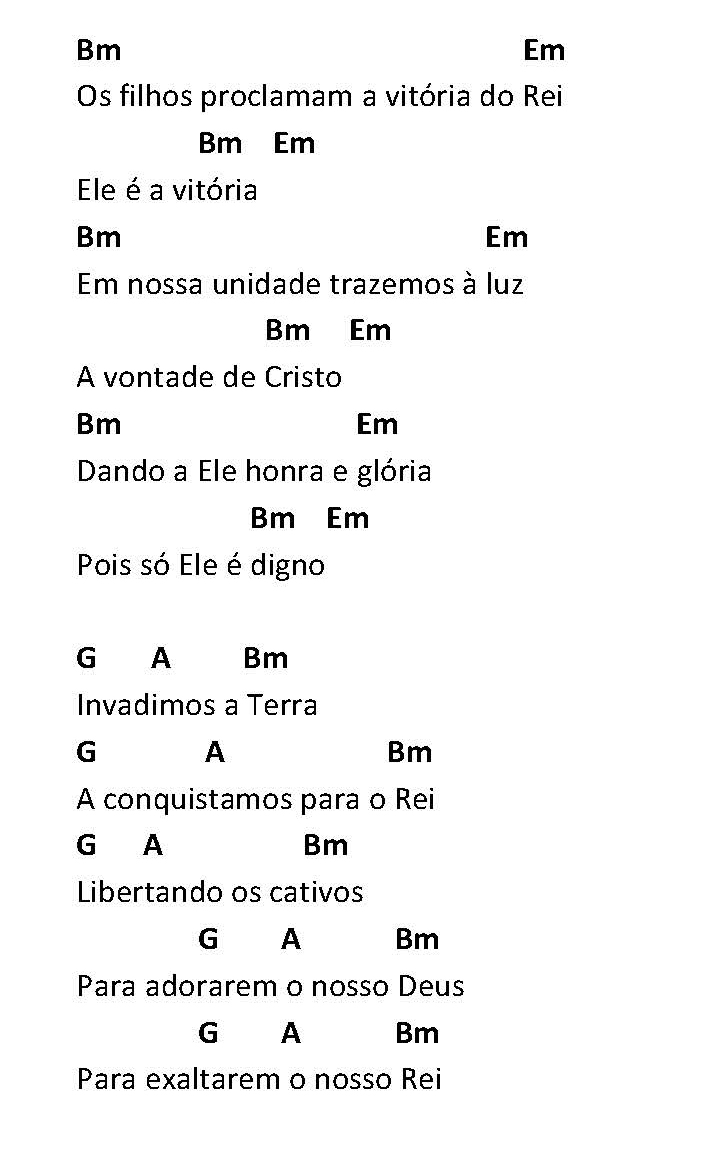 Bm Em
Os filhos proclamam a vitória do Rei
Bm Em
Ele é a vitória
Bm Em
Em nossa unidade trazemos à luz
Bm Em
A vontade de Cristo
Bm Em
Dando a Ele honra e glória
Bm Em
Pois só Ele é digno
G A Bm
Invadimos a Terra
G A Bm
A conquistamos para o Rei
G A Bm
Libertando os cativos
G A Bm
Para adorarem o nosso Deus
G A Bm
Para exaltarem o nosso Rei